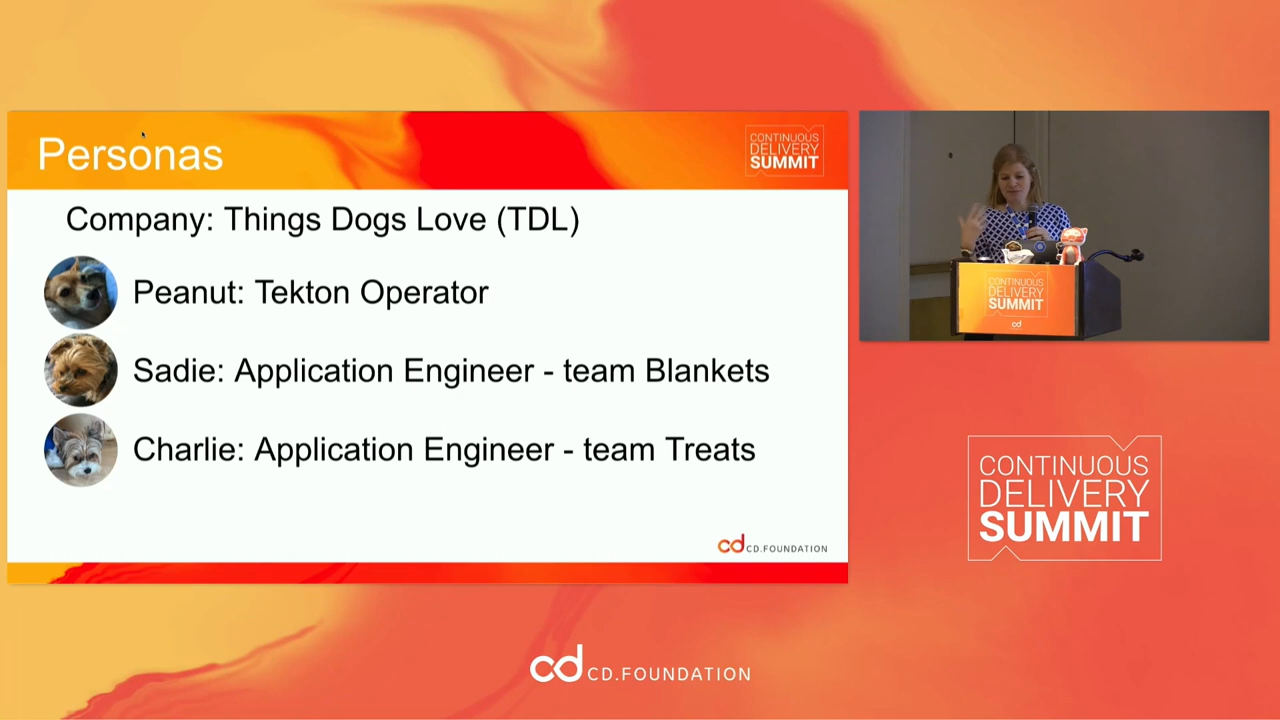 Personas
CONTINUOUS
DELIVERY
SUMMIT
Company: Things Dogs Love (TDL)
Peanut: Tekton Operator
Sadie: Application Engineer - team Blankets
Charlie: Application Engineer - team Treats
cd CD.FOUNDATION
CONTINUOUS
DELIVERY
SUMMIT
cd
CONTINUOUS
DELIVERY
SUMMIT
cd CD.FOUNDATION